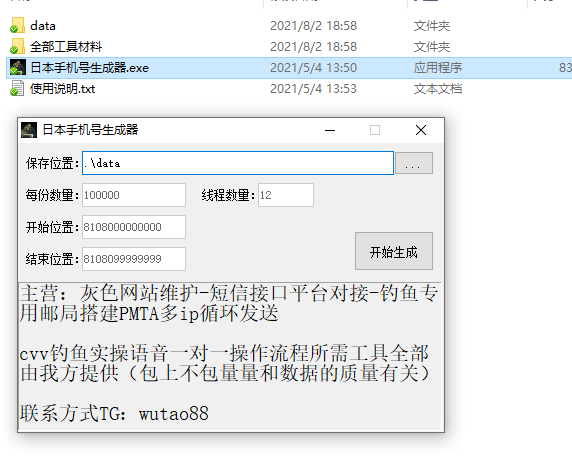 data 2021/8/2 18:58 文件夹
全部工具材料 2021/8/2 18:58 文件夹
日本手机号生成器.exe 2021/5/4 13:50 应用程序 83
使用说明.txt 2021/5/4 13:53 文本文档
日本手机号生成器
保存位置: .\data ...
每份数量: 100000 线程数量: 12
开始位置: 8108000000000
结束位置: 8108099999999
开始生成
主营：灰色网站维护-短信接口平台对接-钓鱼专
用邮局搭建PMTA多ip循环发送
cvv钓鱼实操语音一对一操作流程所需工具全部
由我方提供（包上不包量量和数据的质量有关）
联系方式TG：wutao88